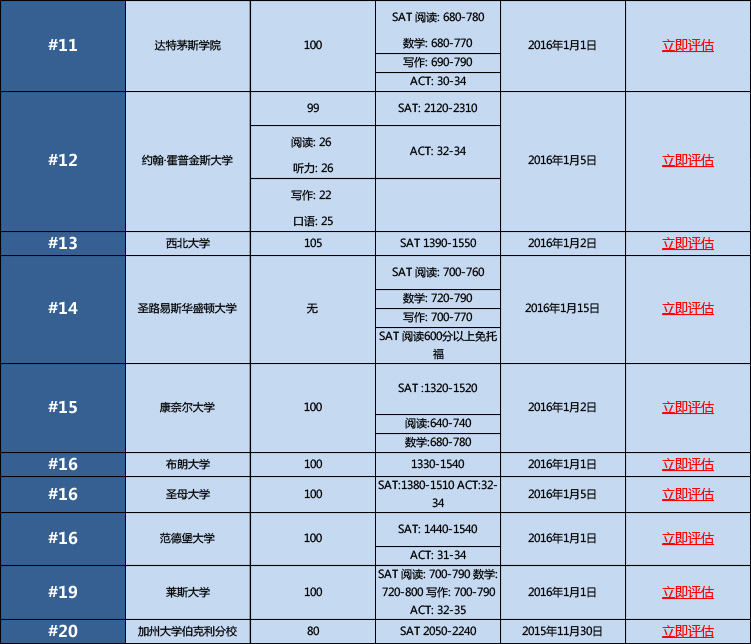 #11
达特茅斯学院
100
SAT 阅读: 680-780
数学: 680-770
写作: 690-790
ACT: 30-34
2016年1月1日
立即评估
#12
约翰·霍普金斯大学
99
阅读: 26
听力: 26
写作: 22
口语: 25
SAT: 2120-2310
ACT: 32-34
2016年1月5日
立即评估
#13
西北大学
105
SAT 1390-1550
2016年1月2日
立即评估
#14
圣路易斯华盛顿大学
无
SAT 阅读: 700-760
数学: 720-790
写作: 700-770
SAT 阅读600分以上免托
福
2016年1月15日
立即评估
#15
康奈尔大学
100
SAT :1320-1520
阅读:640-740
数学:680-780
2016年1月2日
立即评估
#16
布朗大学
100
1330-1540
2016年1月1日
立即评估
#16
圣母大学
100
SAT:1380-1510 ACT:32-
34
2016年1月5日
立即评估
#16
范德堡大学
100
SAT: 1440-1540
ACT: 31-34
2016年1月1日
立即评估
#19
莱斯大学
100
SAT 阅读: 700-790 数学:
720-800 写作: 700-790
ACT: 32-35
2016年1月1日
立即评估
#20
加州大学伯克利分校
80
SAT 2050-2240
2015年11月30日
立即评估